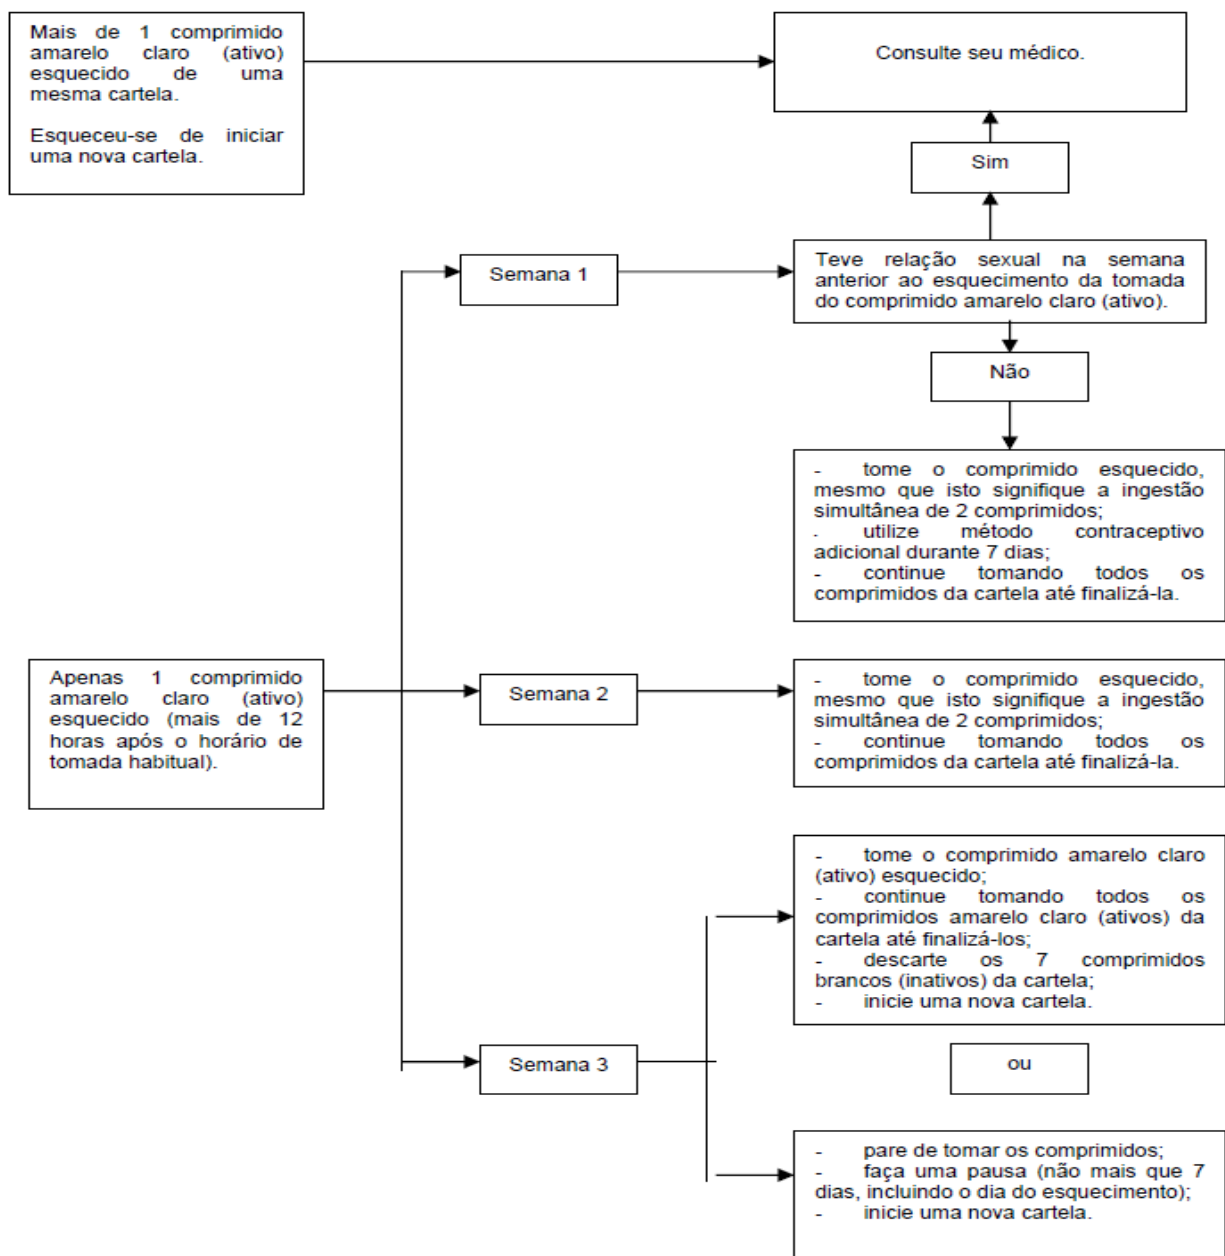 Mais de 1 comprimido
amarelo claro (ativo)
esquecido de uma
mesma cartela.
Esqueceu-se de iniciar
uma nova cartela.
Consulte seu médico.
Sim
Semana 1
Teve relação sexual na semana
anterior ao esquecimento da tomada
do comprimido amarelo claro (ativo).
Não
- tome o comprimido esquecido,
mesmo que isto signifique a ingestão
simultânea de 2 comprimidos;
. utilize método contraceptivo
adicional durante 7 dias;
- continue tomando todos os
comprimidos da cartela até finalizá-la.
Apenas 1 comprimido
amarelo claro (ativo)
esquecido (mais de 12
horas após o horário de
tomada habitual).
Semana 2
- tome o comprimido esquecido,
mesmo que isto signifique a ingestão
simultânea de 2 comprimidos;
- continue tomando todos os
comprimidos da cartela até finalizá-la.
Semana 3
- tome o comprimido amarelo claro
(ativo) esquecido;
- continue tomando todos os
comprimidos amarelo claro (ativos) da
cartela até finalizá-los;
- descarte os 7 comprimidos
brancos (inativos) da cartela;
- inicie uma nova cartela.
ou
- pare de tomar os comprimidos;
- faça uma pausa (não mais que 7
dias, incluindo o dia do esquecimento);
- inicie uma nova cartela.